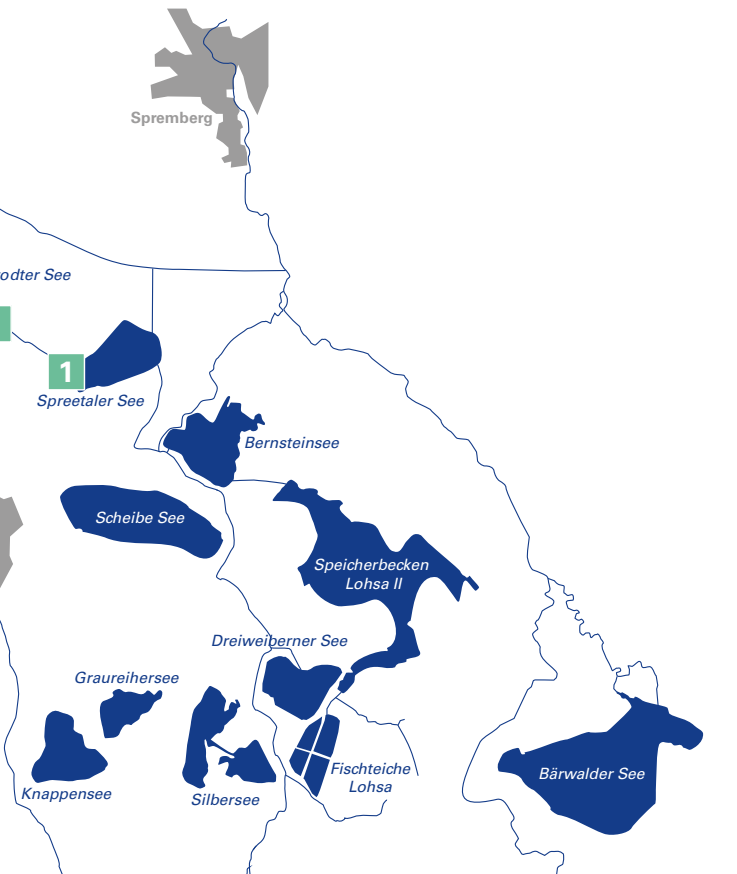 Spremberg
odter See
1
Spreetaler See
Bernsteinsee
Scheibe See
Speicherbecken
Lohsa II
Dreiweiberner See
Graureihersee
Knappensee
Silbersee
Fischteiche
Lohsa
Bärwalder See